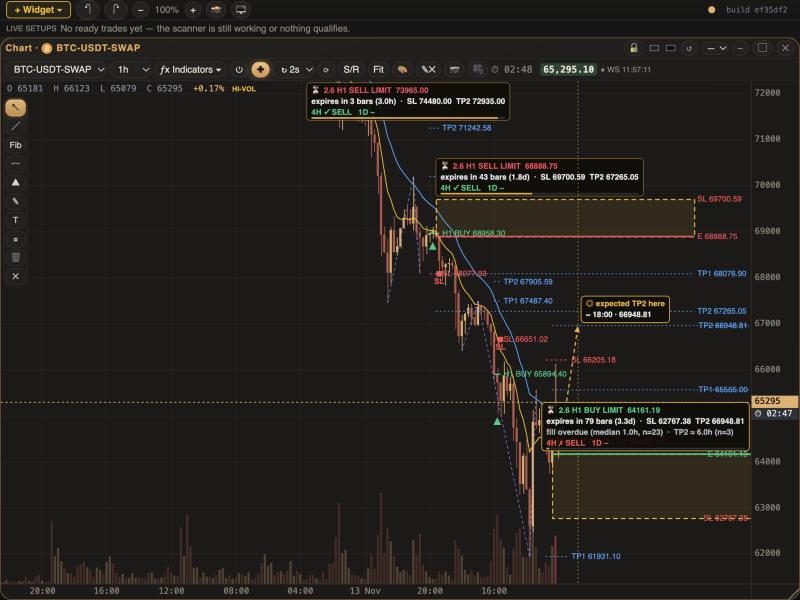 + Widget
100%
build ef35df2
LIVE SETUPS No ready trades yet — the scanner is still working or nothing qualifies.
Chart · BTC-USDT-SWAP
BTC-USDT-SWAP 1h ƒx Indicators 2s S/R Fit 02:48 65,295.10 WS 11:57:11
O 65181 H 66123 L 65079 C 65295 +0.17% HI-VOL
Fib
T
2.6 H1 SELL LIMIT 73965.00
expires in 3 bars (3.0h) · SL 74480.00 TP2 72935.00
4H ✓ SELL 1D –
72000
TP2 71242.58
71000
2.6 H1 SELL LIMIT 68888.75
expires in 43 bars (1.8d) · SL 69700.59 TP2 67265.05
4H ✓ SELL 1D –
70000
SL 69700.59
H1 BUY 68958.30
E 68888.75
69000
SL
TP1 68076.90
68000
TP2 67905.59
TP1 67487.40
expected TP2 here
~ 18:00 · 66948.81
TP2 67265.05
TP2 66948.81
67000
SL 66651.02
SL
SL 66205.18
66000
H1 BUY 65894.40
TP1 65555.00
65295
02:47
2.6 H1 BUY LIMIT 64161.19
expires in 79 bars (3.3d) · SL 62767.38 TP2 66948.81
fill overdue (median 1.0h, n=23) · TP2 ≈ 6.0h (n=3)
4H ✗ SELL 1D –
E 64161.19
64000
63000
SL 62767.38
TP1 61931.10
62000
20:00 16:00 12:00 08:00 04:00 13 Nov 20:00 16:00